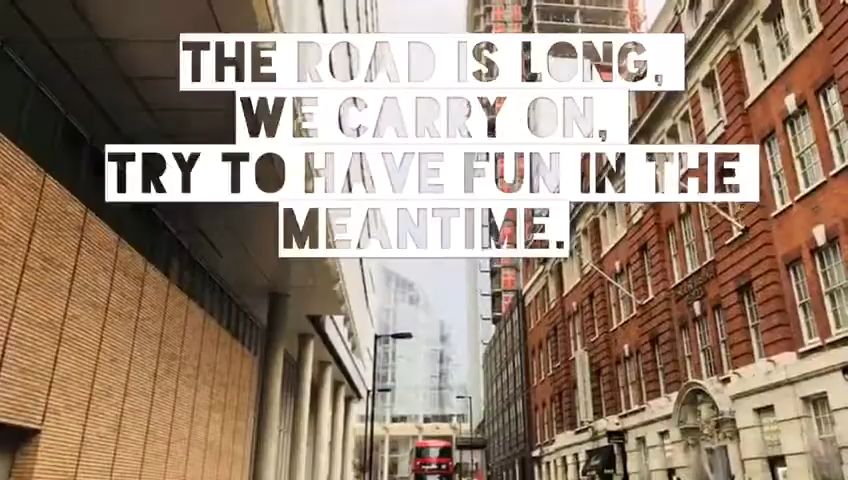 THE ROAD IS LONG,
WE CARRY ON,
TRY TO HAVE FUN IN THE
MEANTIME.